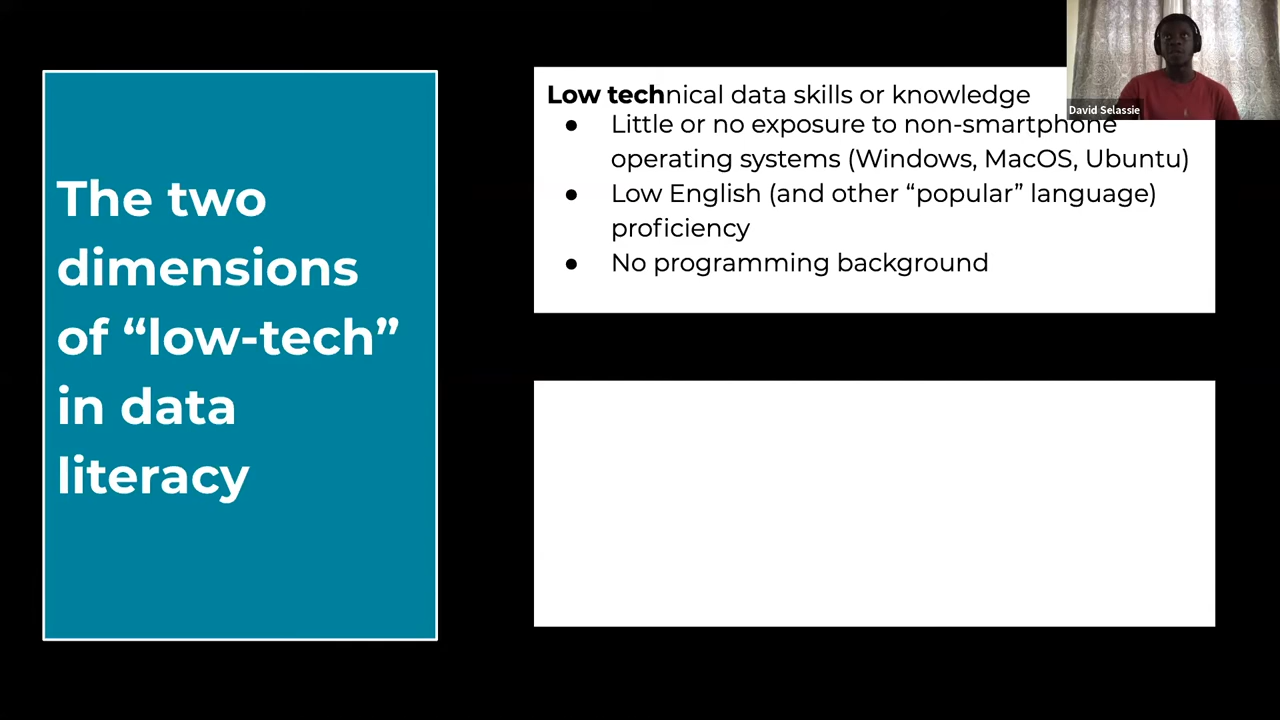 The two
dimensions
of “low-tech”
in data
literacy
Low technical data skills or knowledge
● Little or no exposure to non-smartphone
operating systems (Windows, MacOS, Ubuntu)
● Low English (and other “popular” language)
proficiency
● No programming background
David Selassie